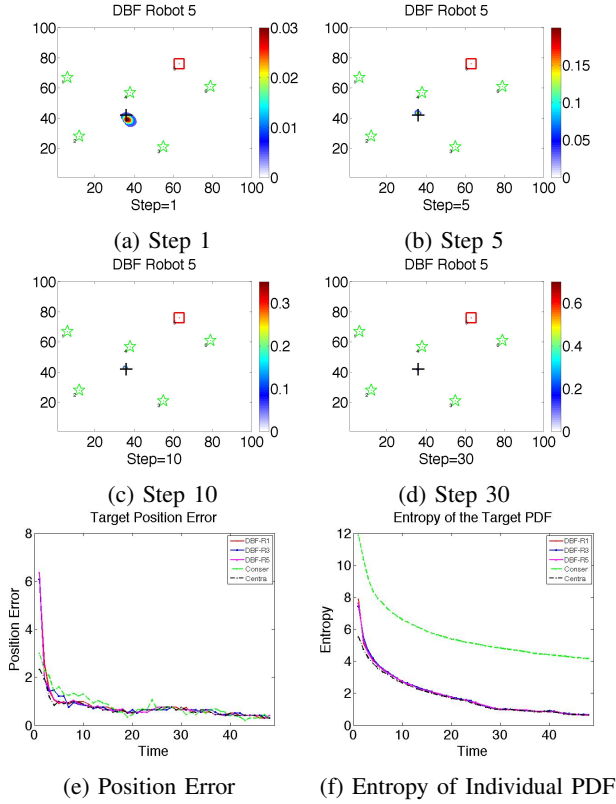 DBF Robot 5
DBF Robot 5
100
80
60
40
20
20 40 60 80 100
Step=1
0.03
0.02
0.01
0
100
80
60
40
20
20 40 60 80 100
Step=5
0.15
0.1
0.05
0
(a) Step 1
(b) Step 5
DBF Robot 5
DBF Robot 5
100
80
60
40
20
20 40 60 80 100
Step=10
0.3
0.2
0.1
0
100
80
60
40
20
20 40 60 80 100
Step=30
0.6
0.4
0.2
0
(c) Step 10
(d) Step 30
Target Position Error
8
6
4
2
0
0 10 20 30 40
Position Error
Time
DBF-R1
DBF-R3
DBF-R5
Conser
Centra
Entropy of the Target PDF
12
10
8
6
4
2
0
0 10 20 30 40
Entropy
Time
DBF-R1
DBF-R3
DBF-R5
Conser
Centra
(e) Position Error
(f) Entropy of Individual PDF